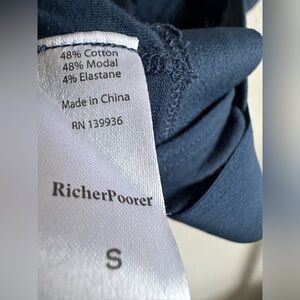 48% Cotton
48% Modal
4% Elastane
Made in China
RN 139936
RicherPoorer
S